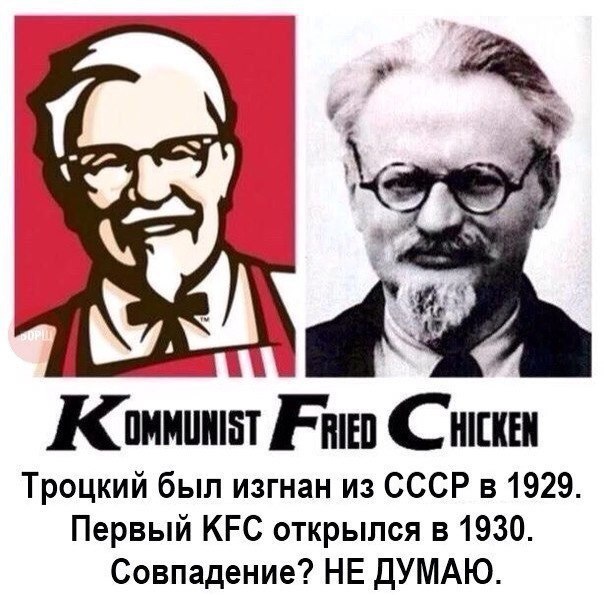 KOMMUNIST FRIED CHICKEN
Троцкий был изгнан из СССР в 1929.
Первый KFC открылся в 1930.
Совпадение? НЕ ДУМАЮ.